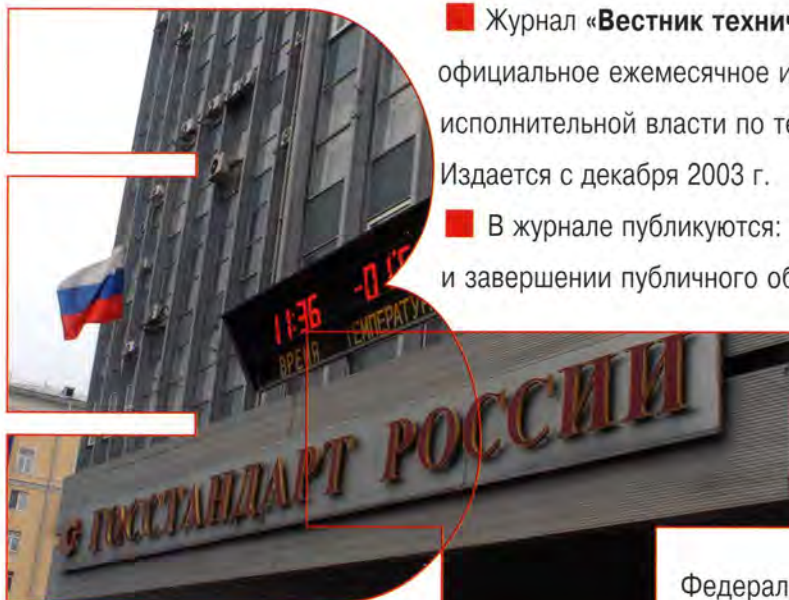 Журнал «Вестник технич
официальное ежемесячное и
исполнительной власти по те
Издается с декабря 2003 г.
В журнале публикуются:
и завершении публичного об
11:36
ВРЕМЯ ТЕМПЕРАТУР
ГОССТАНДАРТ РОССИИ
Федерал